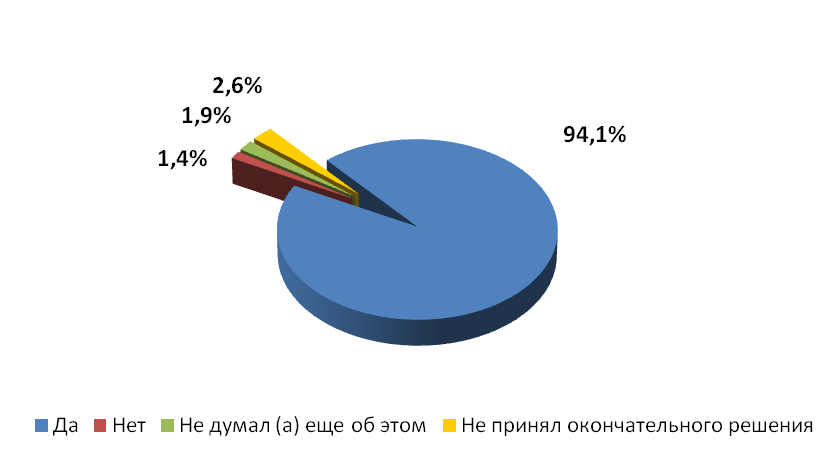 2,6%
1,9%
94,1%
1,4%
Да Нет Не думал (а) еще об этом Не принял окончательного решения